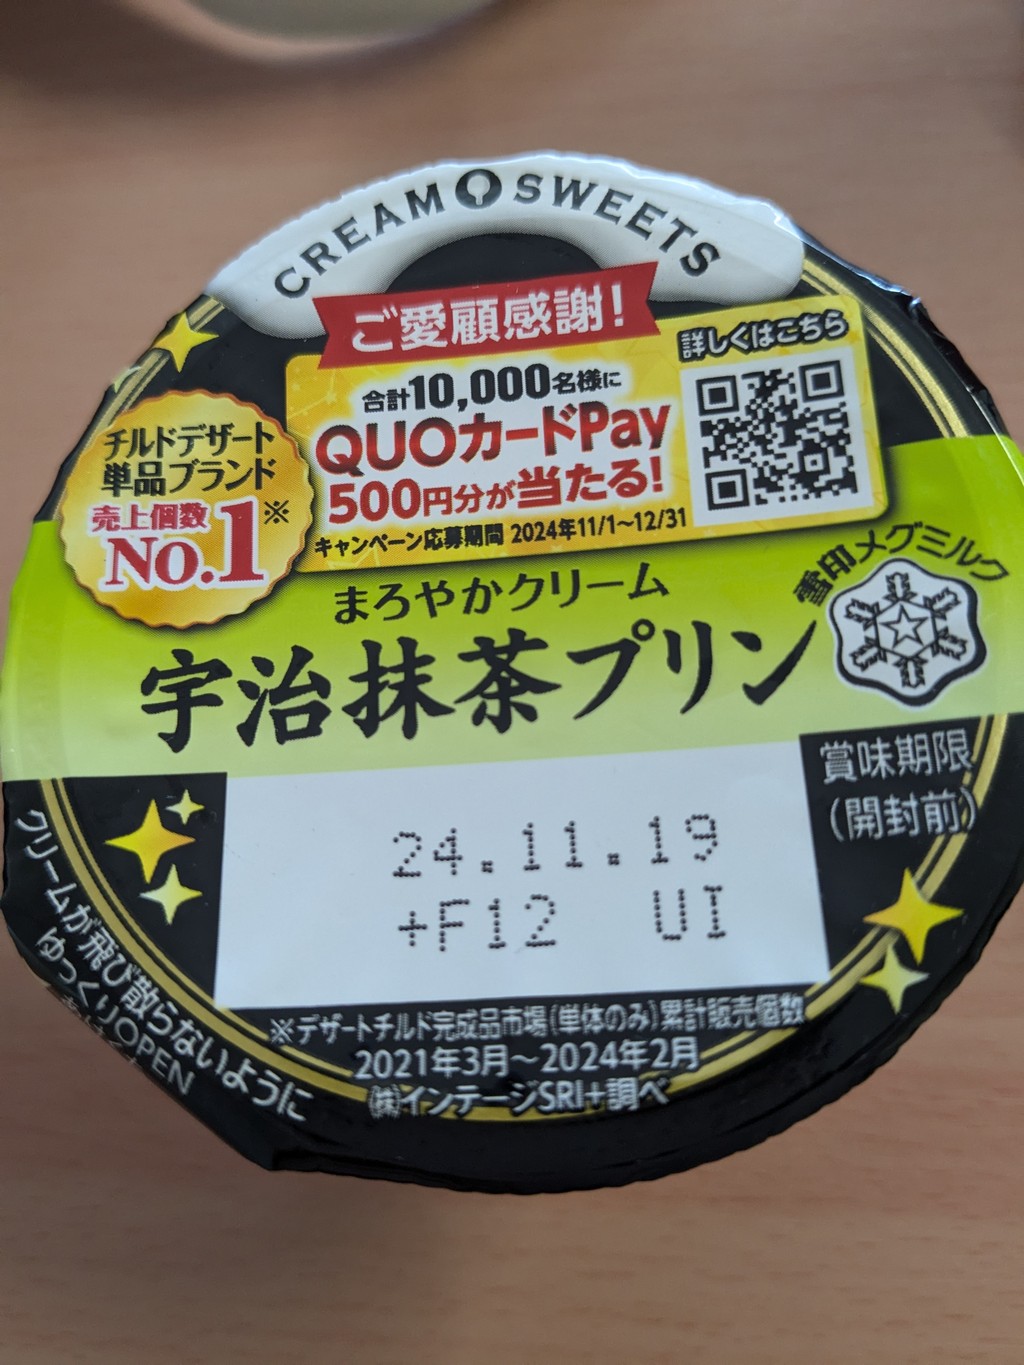 CREAM SWEETS
ご愛顧感謝!
詳しくはこちら
合計10,000名様に
QUOカードPay
500円分が当たる!
キャンペーン応募期間 2024年11/1~12/31
チルドデザート
単品ブランド
売上個数
No.1※
雪印メグミルク
まろやかクリーム
宇治抹茶プリン
賞味期限
(開封前)
24.11.19
+F12 UI
※デザートチルド完成品市場(単体のみ)累計販売個数
2021年3月~2024年2月
㈱インテージSRI+調べ
クリームが飛び散らないように
ゆっくりOPEN